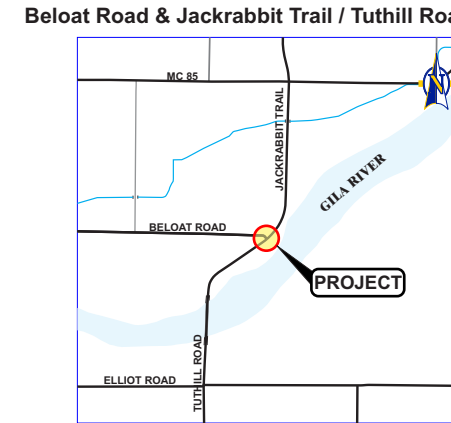 Beloat Road & Jackrabbit Trail / Tuthill Roa
N
MC 85
JACKRABBIT TRAIL
GILA RIVER
BELOAT ROAD
PROJECT
TUTHILL ROAD
ELLIOT ROAD